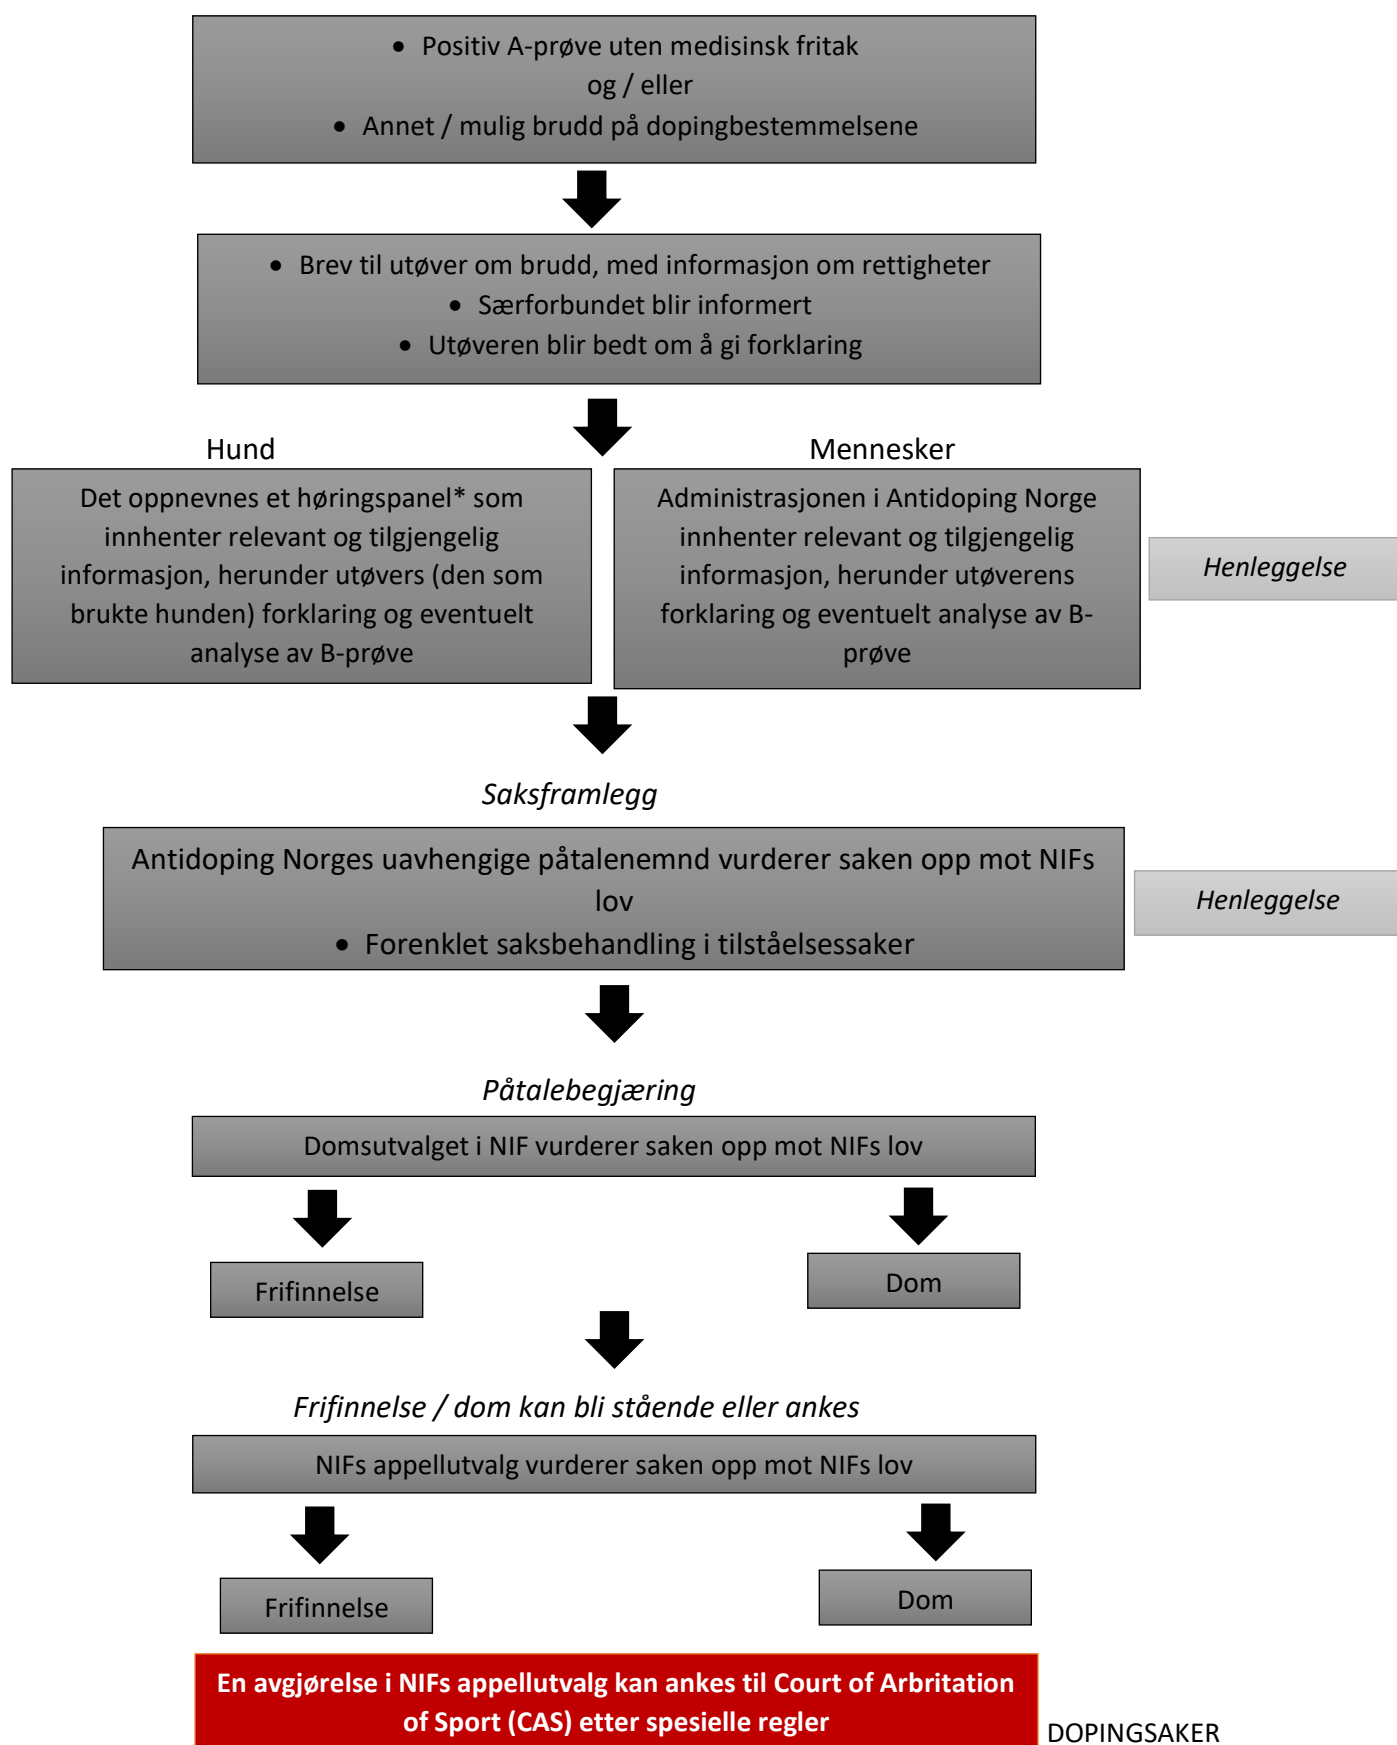 • Positiv A-prøve uten medisinsk fritak
og / eller
• Annet / mulig brudd på dopingbestemmelsene
• Brev til utøver om brudd, med informasjon om rettigheter
• Særforbundet blir informert
• Utøveren blir bedt om å gi forklaring
Hund
Det oppnevnes et høringspanel* som
innhenter relevant og tilgjengelig
informasjon, herunder utøvers (den som
brukte hunden) forklaring og eventuelt
analyse av B-prøve
Mennesker
Administrasjonen i Antidoping Norge
innhenter relevant og tilgjengelig
informasjon, herunder utøverens
forklaring og eventuelt analyse av B-
prøve
Henleggelse
Saksframlegg
Antidoping Norges uavhengige påtalenemnd vurderer saken opp mot NIFs
lov
• Forenklet saksbehandling i tilståelsessaker
Henleggelse
Påtalebegjæring
Domsutvalget i NIF vurderer saken opp mot NIFs lov
Frifinnelse
Dom
Frifinnelse / dom kan bli stående eller ankes
NIFs appellutvalg vurderer saken opp mot NIFs lov
Frifinnelse
Dom
En avgjørelse i NIFs appellutvalg kan ankes til Court of Arbritation
of Sport (CAS) etter spesielle regler
DOPINGSAKER